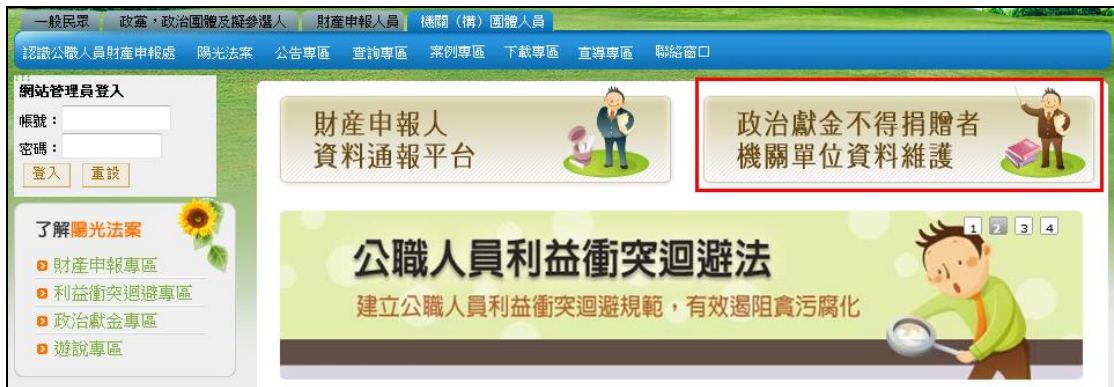 一般民眾 政黨，政治團體及擬參選人 財產申報人員 機關（構）團體人員
認識公職人員財產申報處 陽光法案 公告專區 查詢專區 案例專區 下載專區 宣導專區 聯絡窗口
網站管理員登入
帳號：
密碼：
登入 重設
財產申報人
資料通報平台
政治獻金不得捐贈者
機關單位資料維護
了解陽光法案
財產申報專區
利益衝突迴避專區
政治獻金專區
遊說專區
1 2 3 4
公職人員利益衝突迴避法
建立公職人員利益衝突迴避規範，有效遏阻貪污腐化